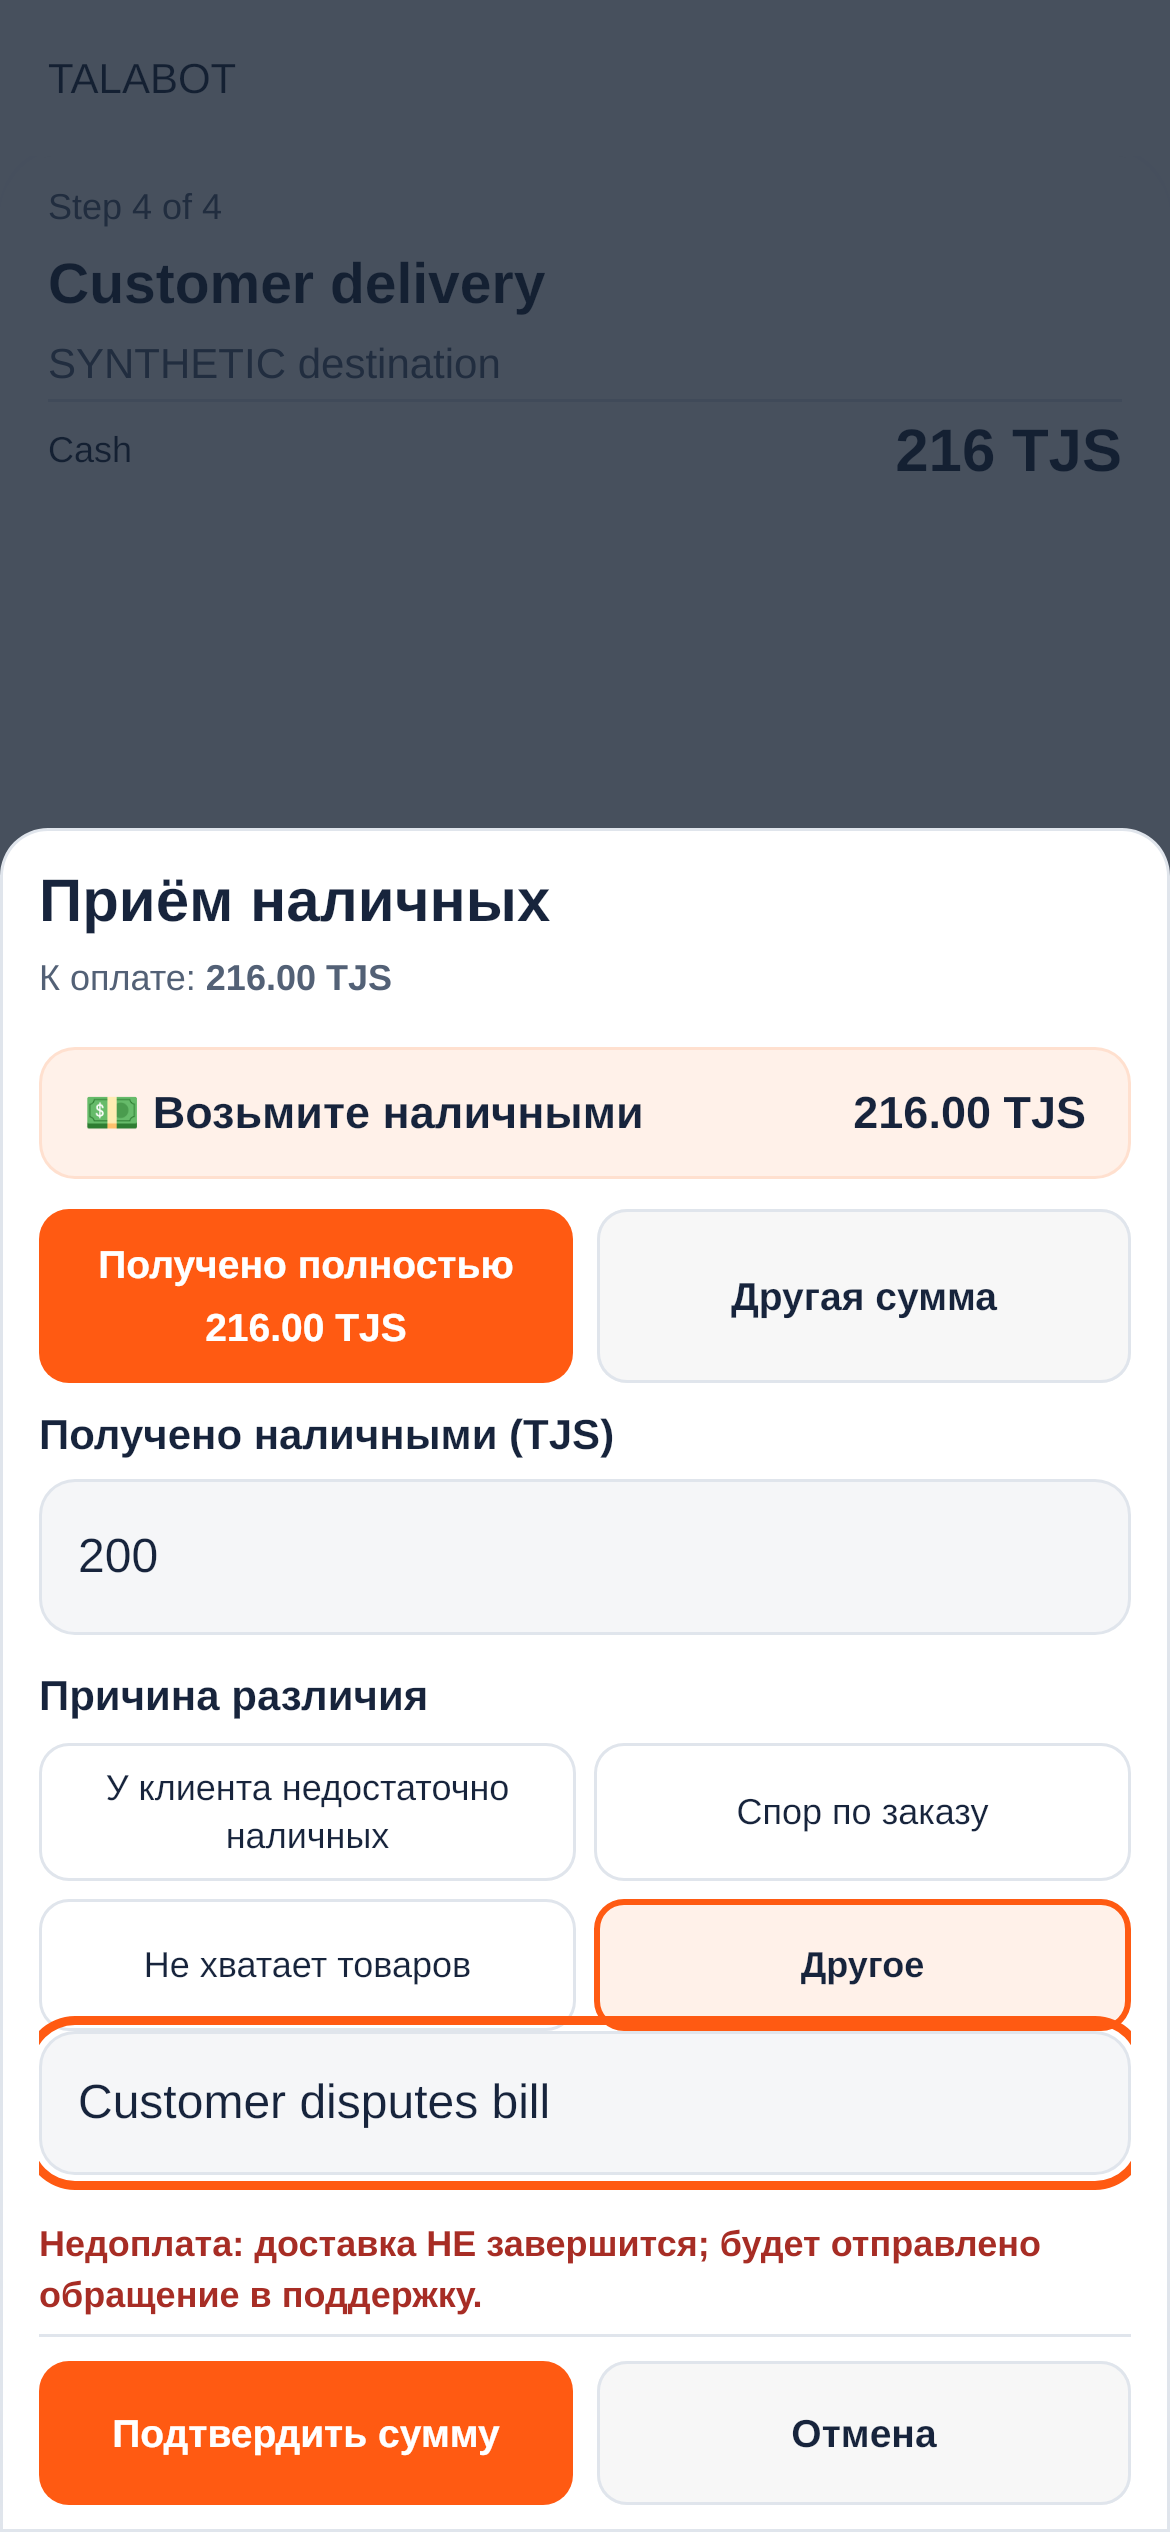 TALABOT
Step 4 of 4
Customer delivery
SYNTHETIC destination
Cash
216 TJS
Приём наличных
К оплате: 216.00 TJS
💵 Возьмите наличными
216.00 TJS
Получено полностью
216.00 TJS
Другая сумма
Получено наличными (TJS)
200
Причина различия
У клиента недостаточно
наличных
Спор по заказу
Не хватает товаров
Другое
Customer disputes bill
Недоплата: доставка НЕ завершится; будет отправлено
обращение в поддержку.
Подтвердить сумму
Отмена